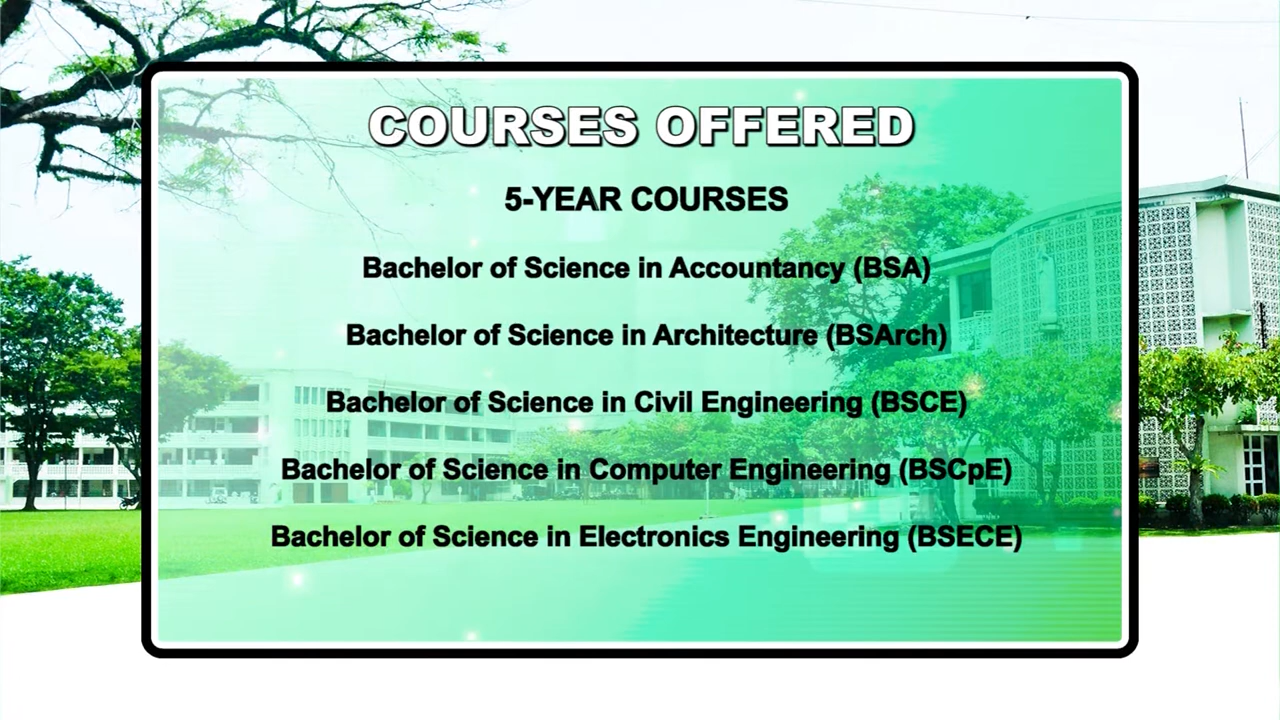 COURSES OFFERED
5-YEAR COURSES
Bachelor of Science in Accountancy (BSA)
Bachelor of Science in Architecture (BSArch)
Bachelor of Science in Civil Engineering (BSCE)
Bachelor of Science in Computer Engineering (BSCpE)
Bachelor of Science in Electronics Engineering (BSECE)